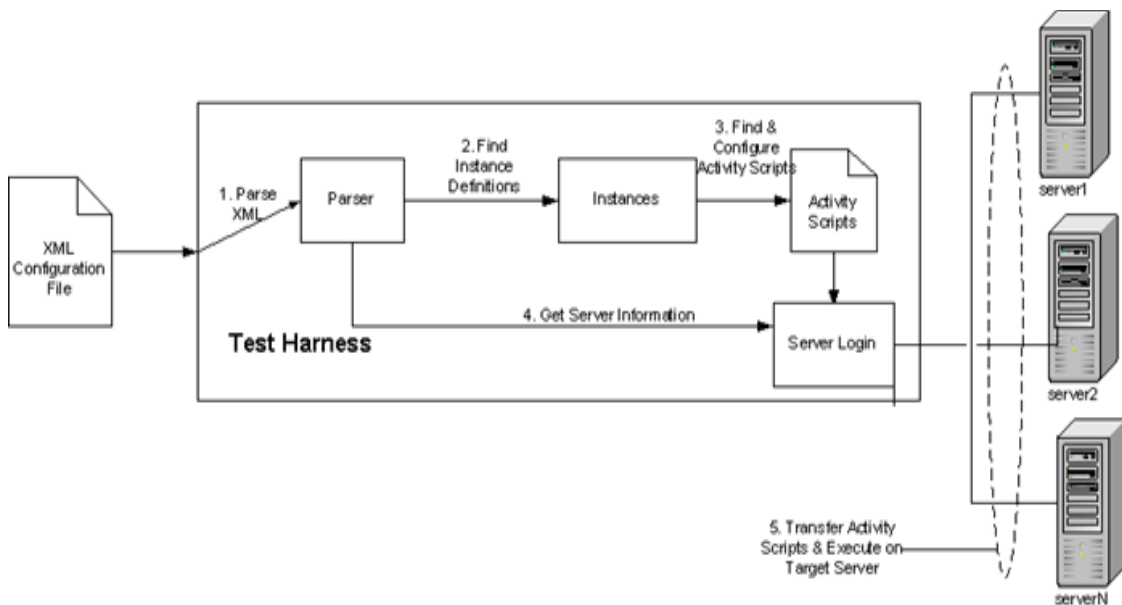 XML
Configuration
File
1. Parse
XML
Parser
2. Find
Instance
Definitions
Instances
3. Find &
Configure
Activity Scripts
Activity
Scripts
4. Get Server Information
Server Login
Test Harness
server1
server2
serverN
5. Transfer Activity
Scripts & Execute on
Target Server